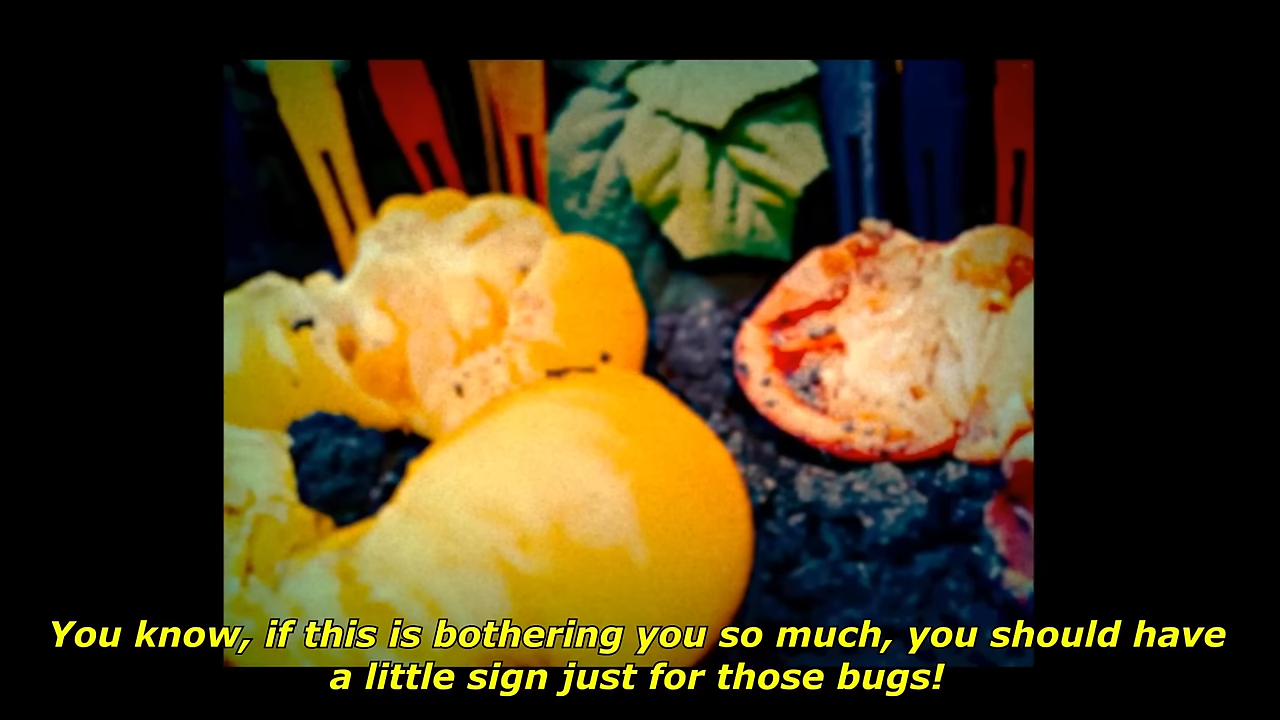 You know, if this is bothering you so much, you should have
a little sign just for those bugs!